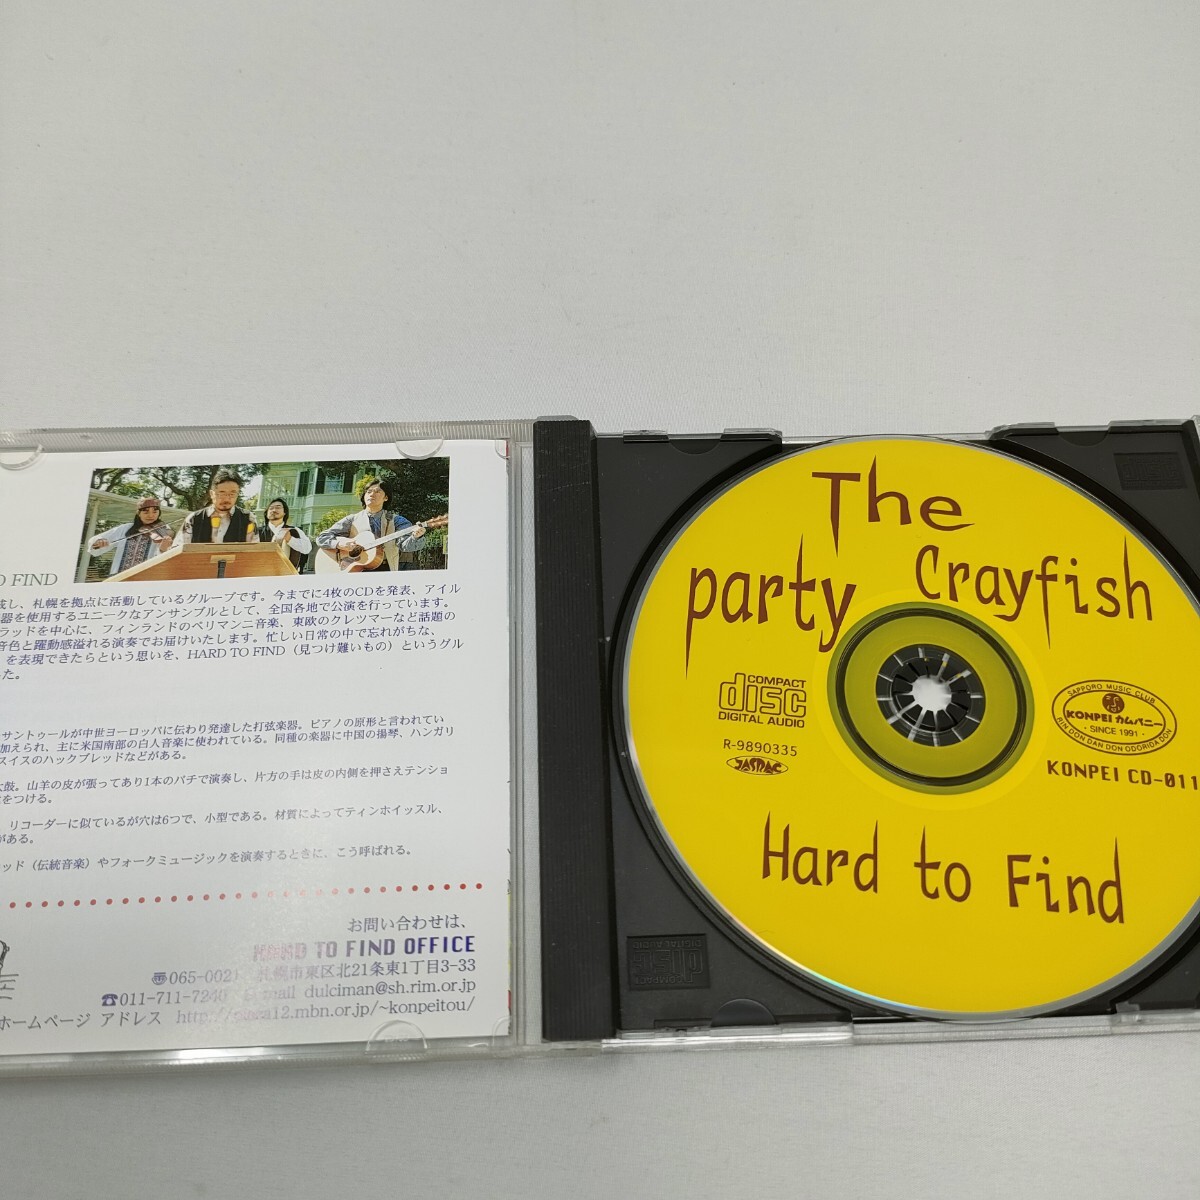 O FIND
成し、札幌を拠点に活動しているグループです。今までに4枚のCDを発表、アイル
器を使用するユニークなアンサンブルとして、全国各地で公演を行っています。
ラッドを中心に、フィンランドのペリマンニ音楽、東欧のクレツマーなど話題の
音色と躍動感溢れる演奏でお届けいたします。忙しい日常の中で忘れがちな、
を表現できたらという思いを、HARD TO FIND（見つけ難いもの）というグル
た。
サントゥールが中世ヨーロッパに伝わり発達した打弦楽器。ピアノの原形と言われてい
加えられ、主に米国南部の白人音楽に使われている。同種の楽器に中国の揚琴、ハンガリ
スイスのハックブレッドなどがある。
太鼓。山羊の皮が張ってあり1本のバチで演奏し、片方の手は皮の内側を押さえテンショ
をつける。
リコーダーに似ているが穴は6つで、小型である。材質によってティンホイッスル、
がある。
ッド（伝統音楽）やフォークミュージックを演奏するときに、こう呼ばれる。
お問い合わせは、
HARD TO FIND OFFICE
〠065-0021 札幌市東区北21条東1丁目3-33
☎011-711-7240 E-mail dulciman@sh.rim.or.jp
ホームページ アドレス http://plaza12.mbn.or.jp/~konpeitou/
The
Crayfish
party
COMPACT
disc
DIGITAL AUDIO
R-9890335
JASRAC
SAPPORO MUSIC CLUB
KONPEI カムパニー
・SINCE 1991・
RIN DON DAN DON ODORIDA DON
KONPEI CD-011
Hard to Find